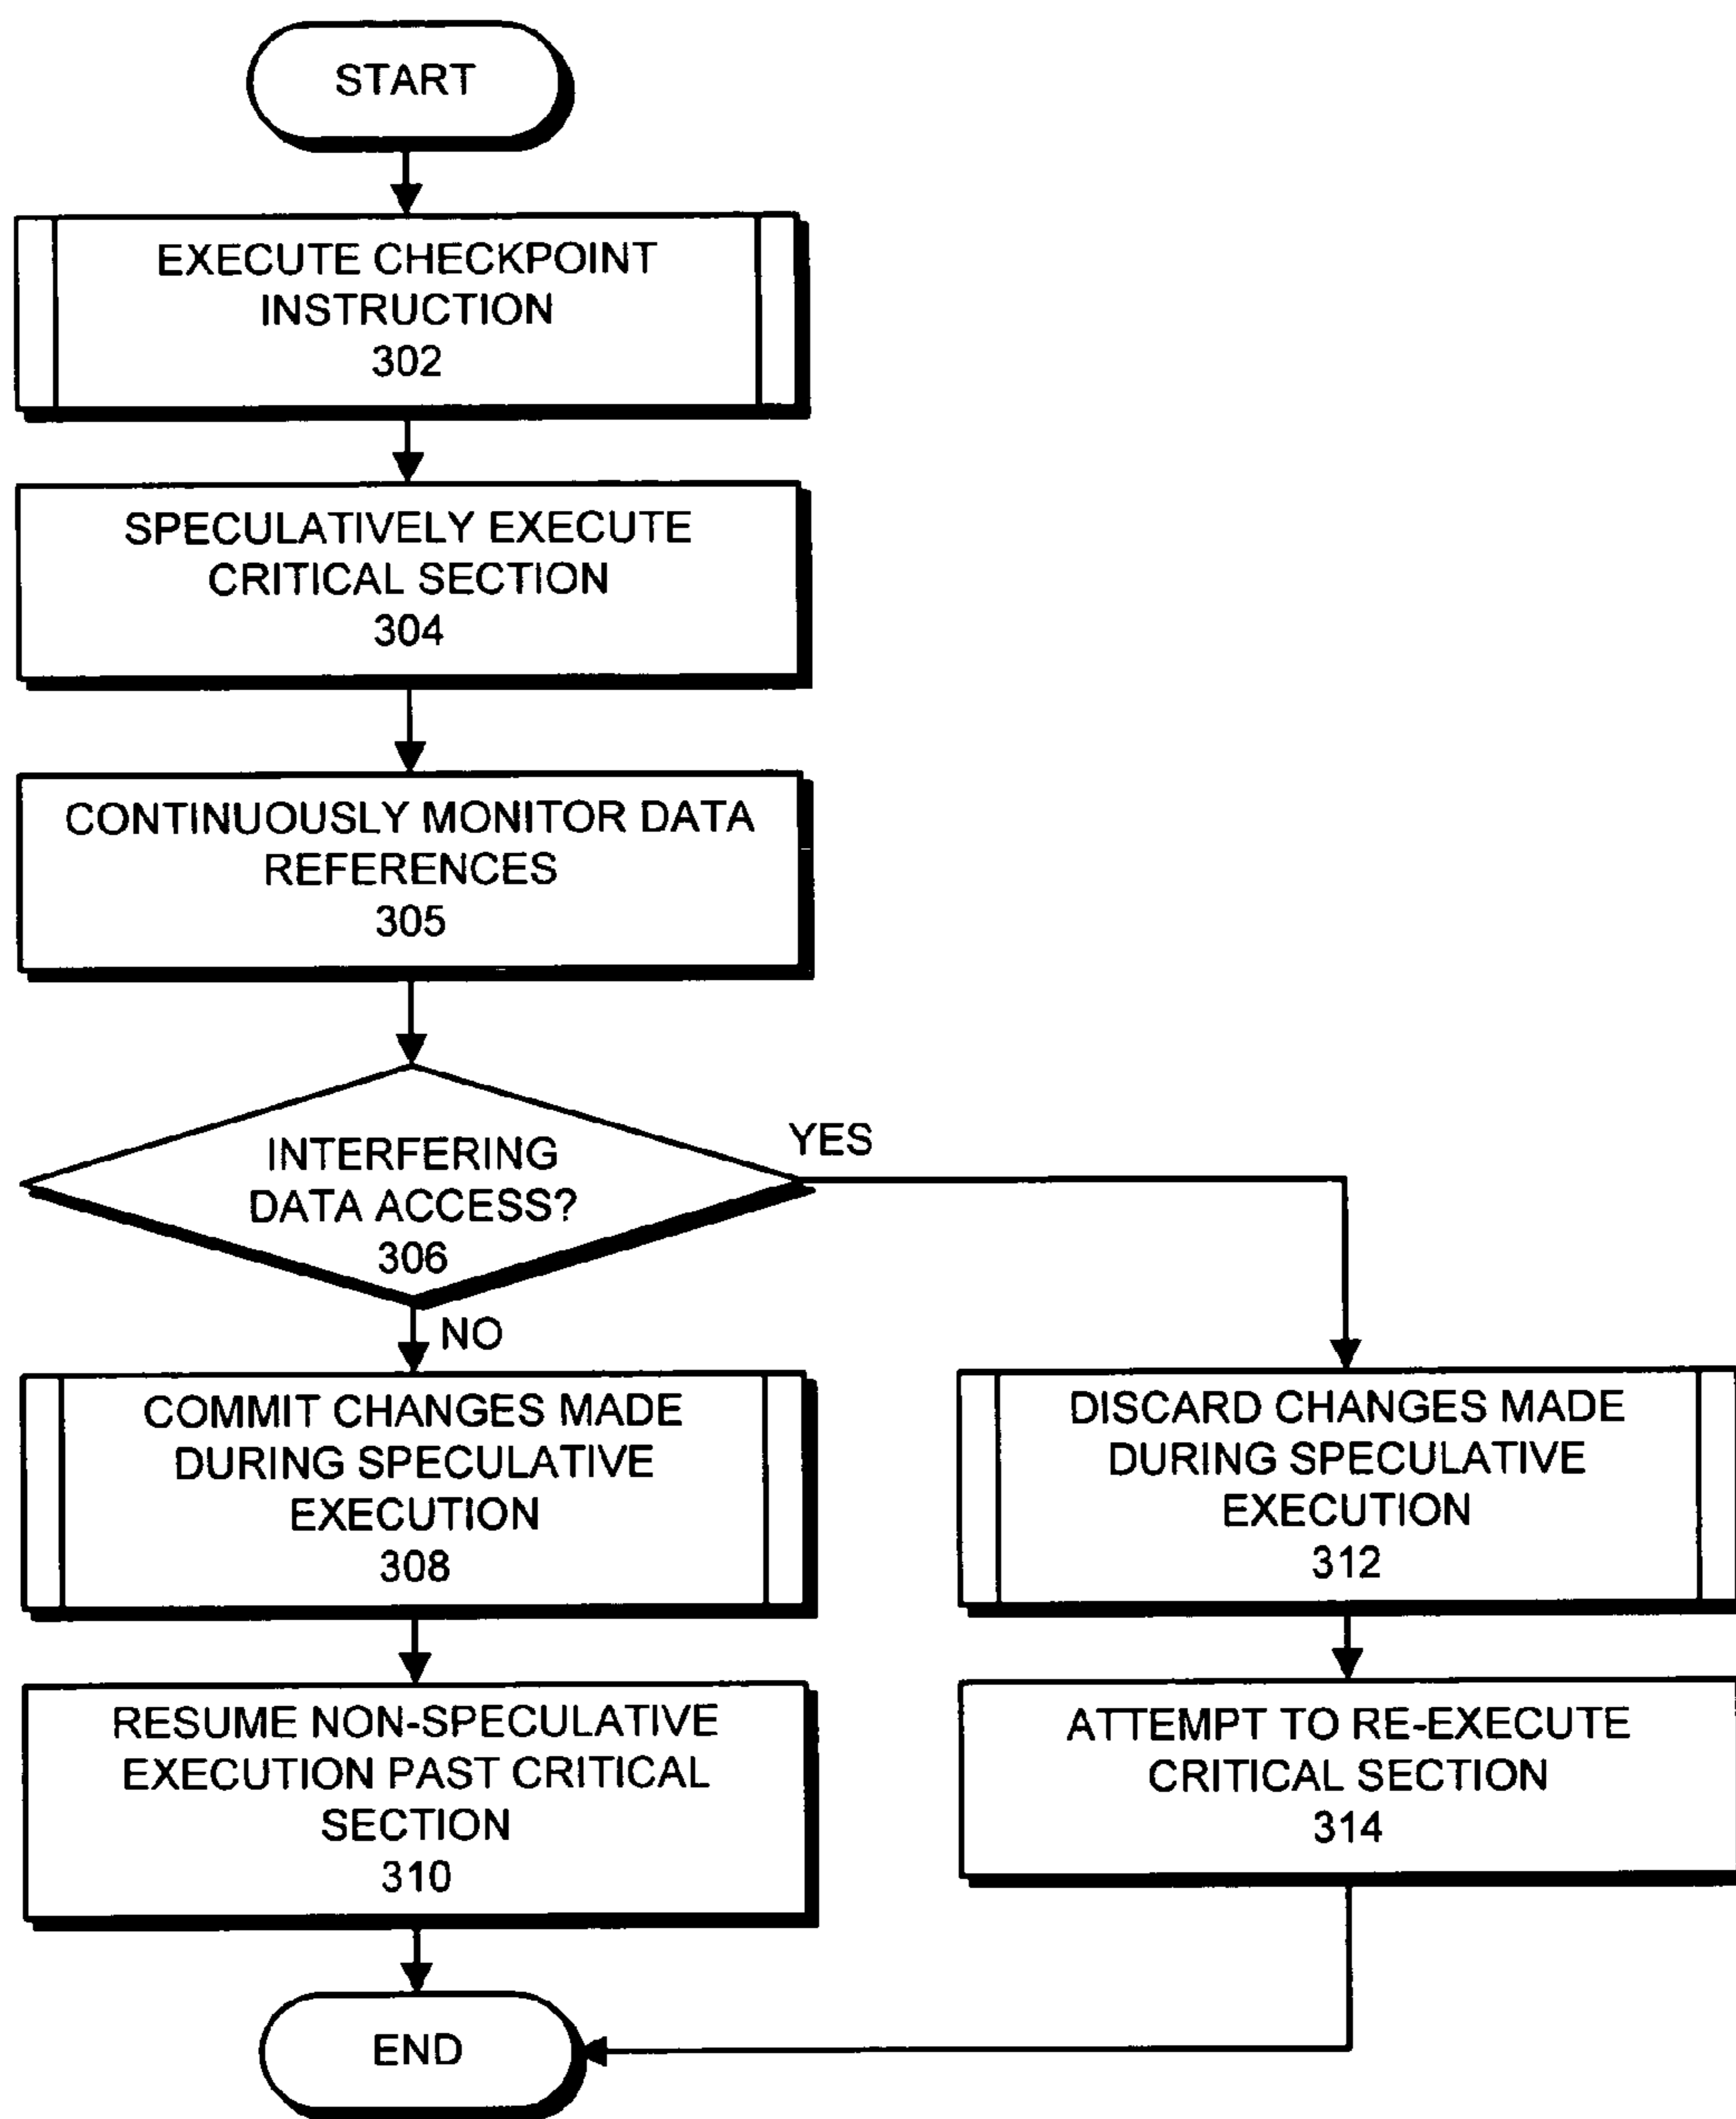 START
EXECUTE CHECKPOINT
INSTRUCTION
302
SPECULATIVELY EXECUTE
CRITICAL SECTION
304
CONTINUOUSLY MONITOR DATA
REFERENCES
305
INTERFERING
DATA ACCESS?
306
YES
NO
COMMIT CHANGES MADE
DURING SPECULATIVE
EXECUTION
308
DISCARD CHANGES MADE
DURING SPECULATIVE
EXECUTION
312
RESUME NON-SPECULATIVE
EXECUTION PAST CRITICAL
SECTION
310
ATTEMPT TO RE-EXECUTE
CRITICAL SECTION
314
END